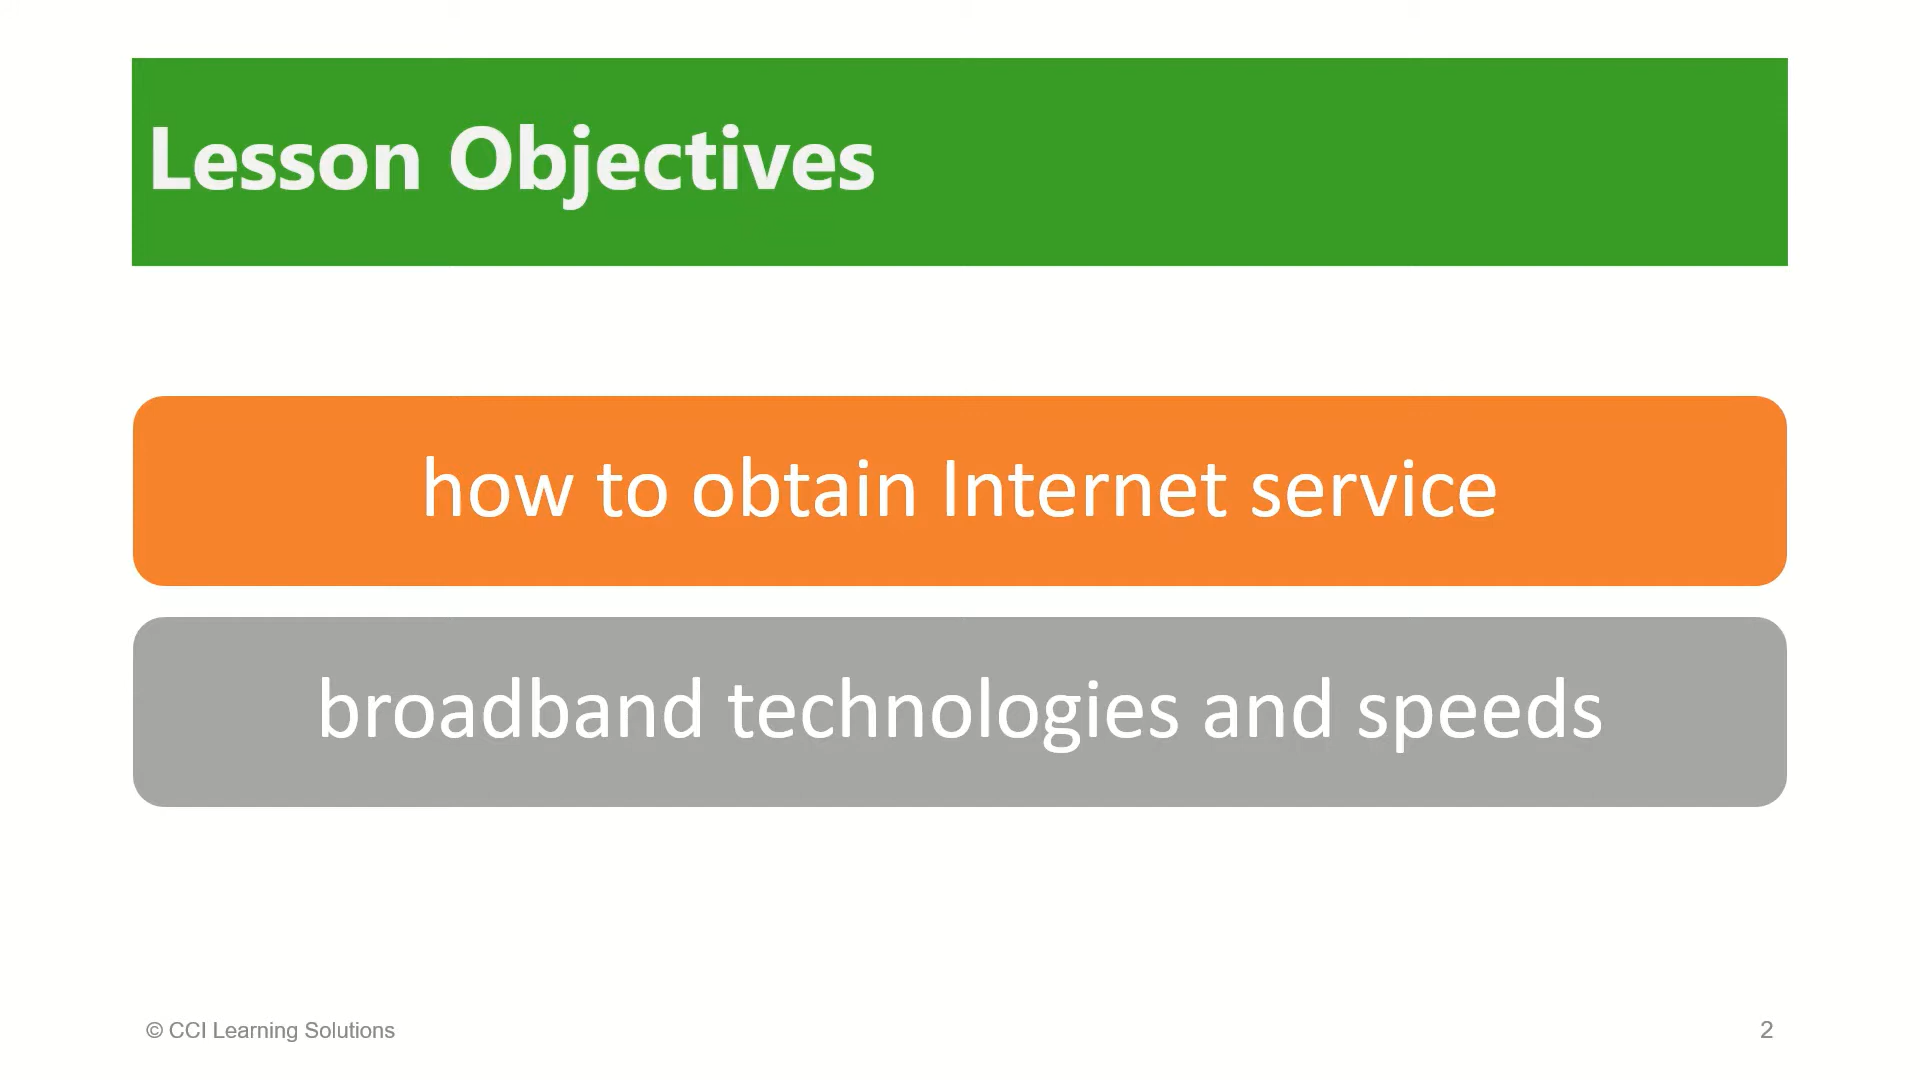 Lesson Objectives
how to obtain Internet service
broadband technologies and speeds
© CCI Learning Solutions
2